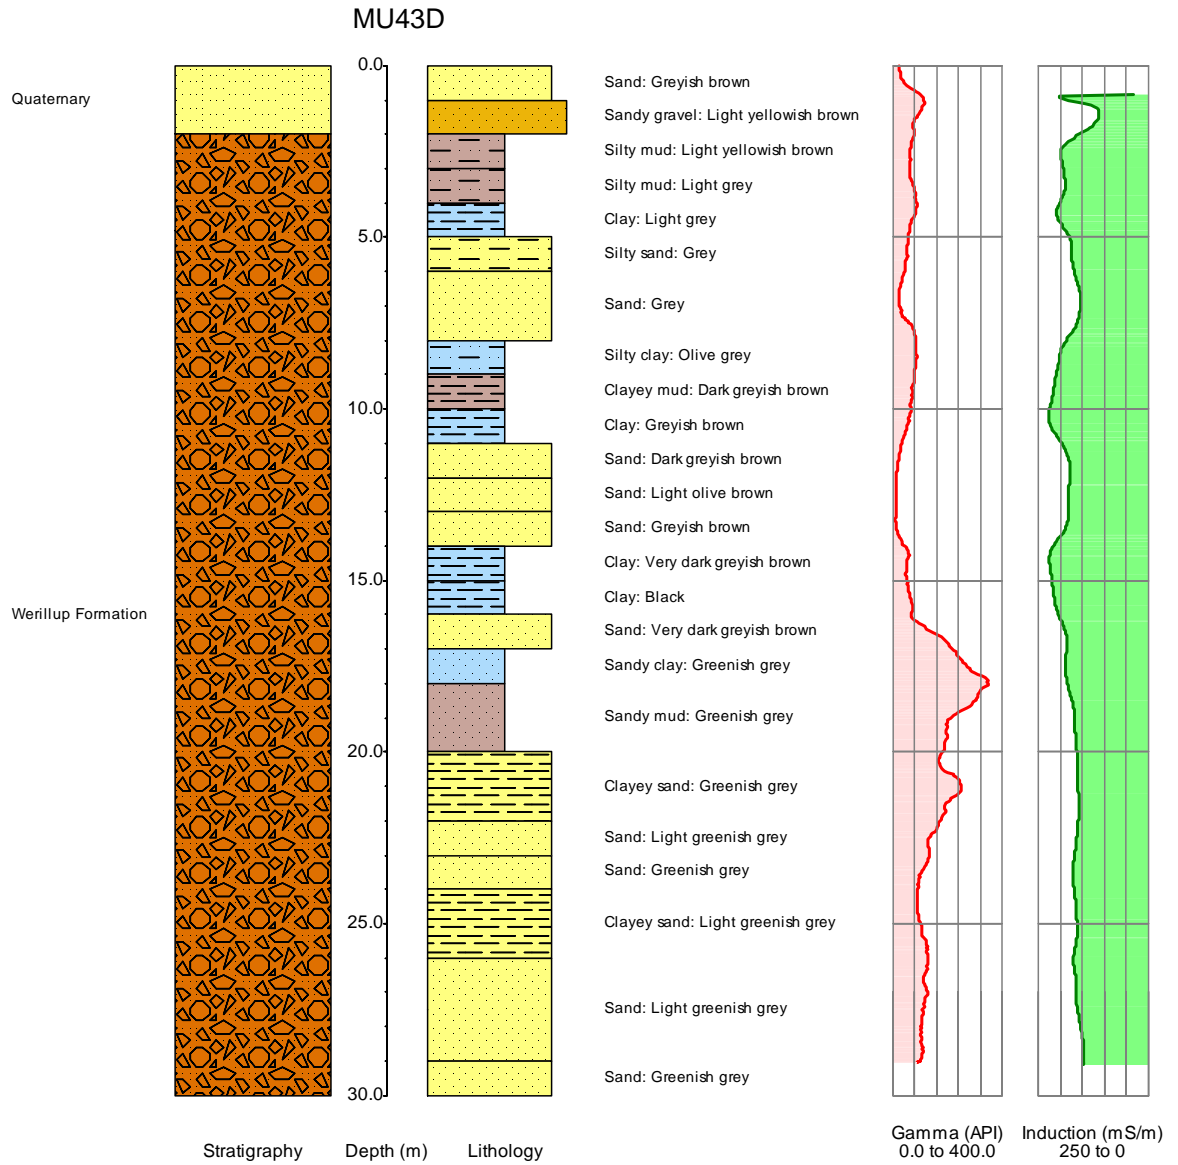 MU43D
0.0
Sand: Greyish brown
Quaternary
Sandy gravel: Light yellowish brown
Silty mud: Light yellowish brown
Silty mud: Light grey
Clay: Light grey
5.0
Silty sand: Grey
Sand: Grey
Silty clay: Olive grey
Clayey mud: Dark greyish brown
10.0
Clay: Greyish brown
Sand: Dark greyish brown
Sand: Light olive brown
Sand: Greyish brown
Clay: Very dark greyish brown
15.0
Clay: Black
Werillup Formation
Sand: Very dark greyish brown
Sandy clay: Greenish grey
Sandy mud: Greenish grey
20.0
Clayey sand: Greenish grey
Sand: Light greenish grey
Sand: Greenish grey
25.0
Clayey sand: Light greenish grey
Sand: Light greenish grey
Sand: Greenish grey
30.0
Stratigraphy
Depth (m)
Lithology
Gamma (API)
0.0 to 400.0
Induction (mS/m)
250 to 0